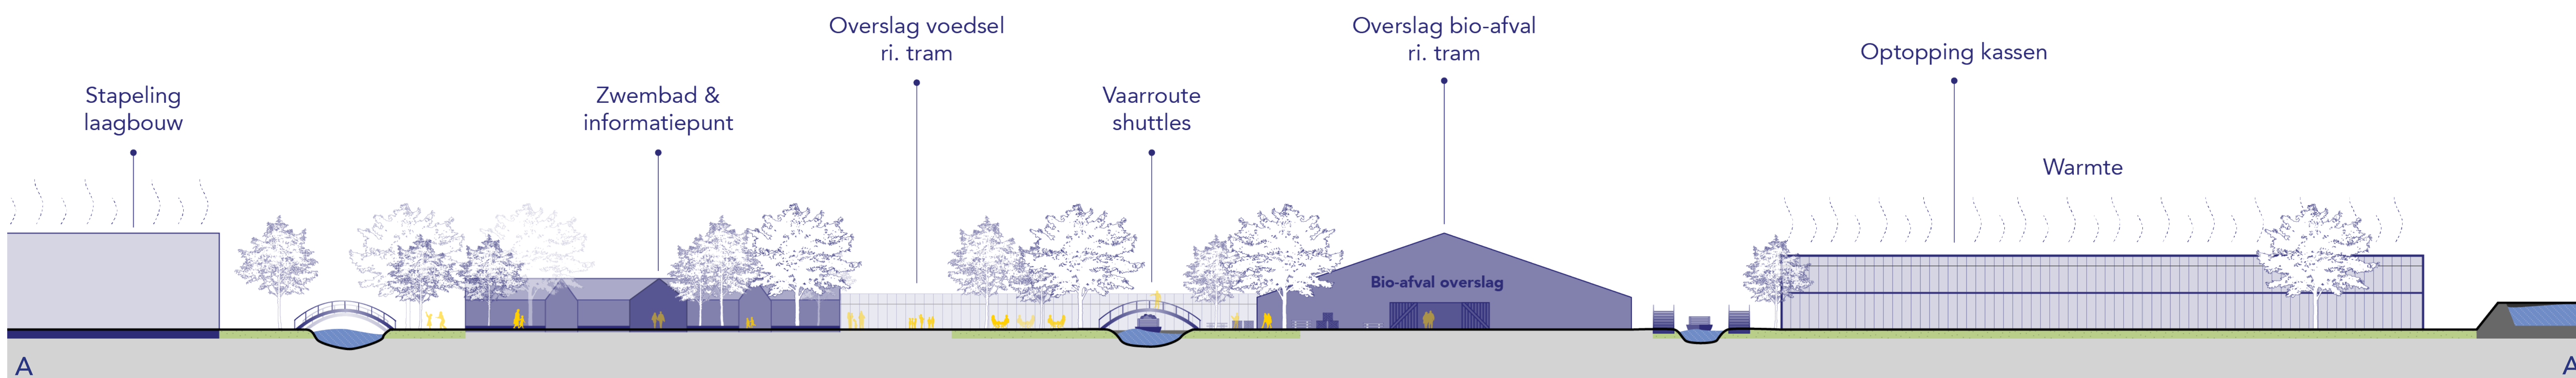 Stapeling
laagbouw
Zwembad &
informatiepunt
Overslag voedsel
ri. tram
Vaarroute
shuttles
Overslag bio-afval
ri. tram
Bio-afval overslag
Optopping kassen
Warmte
A
A